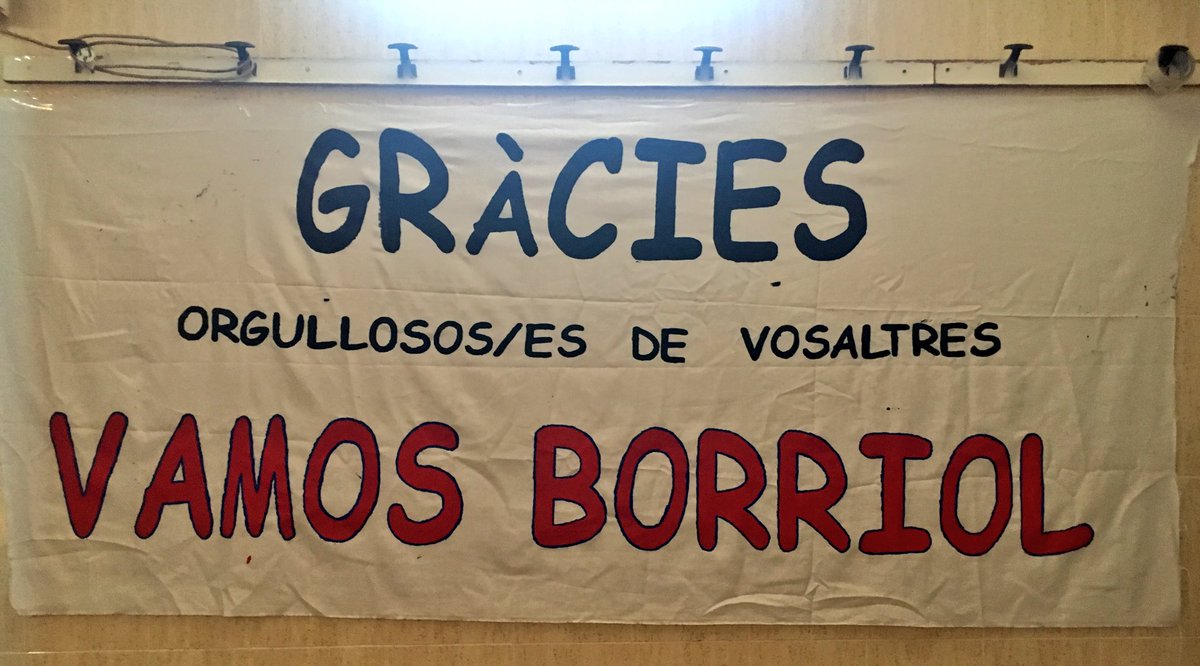 GRÀCIES
ORGULLOSOS/ES DE VOSALTRES
VAMOS BORRIOL